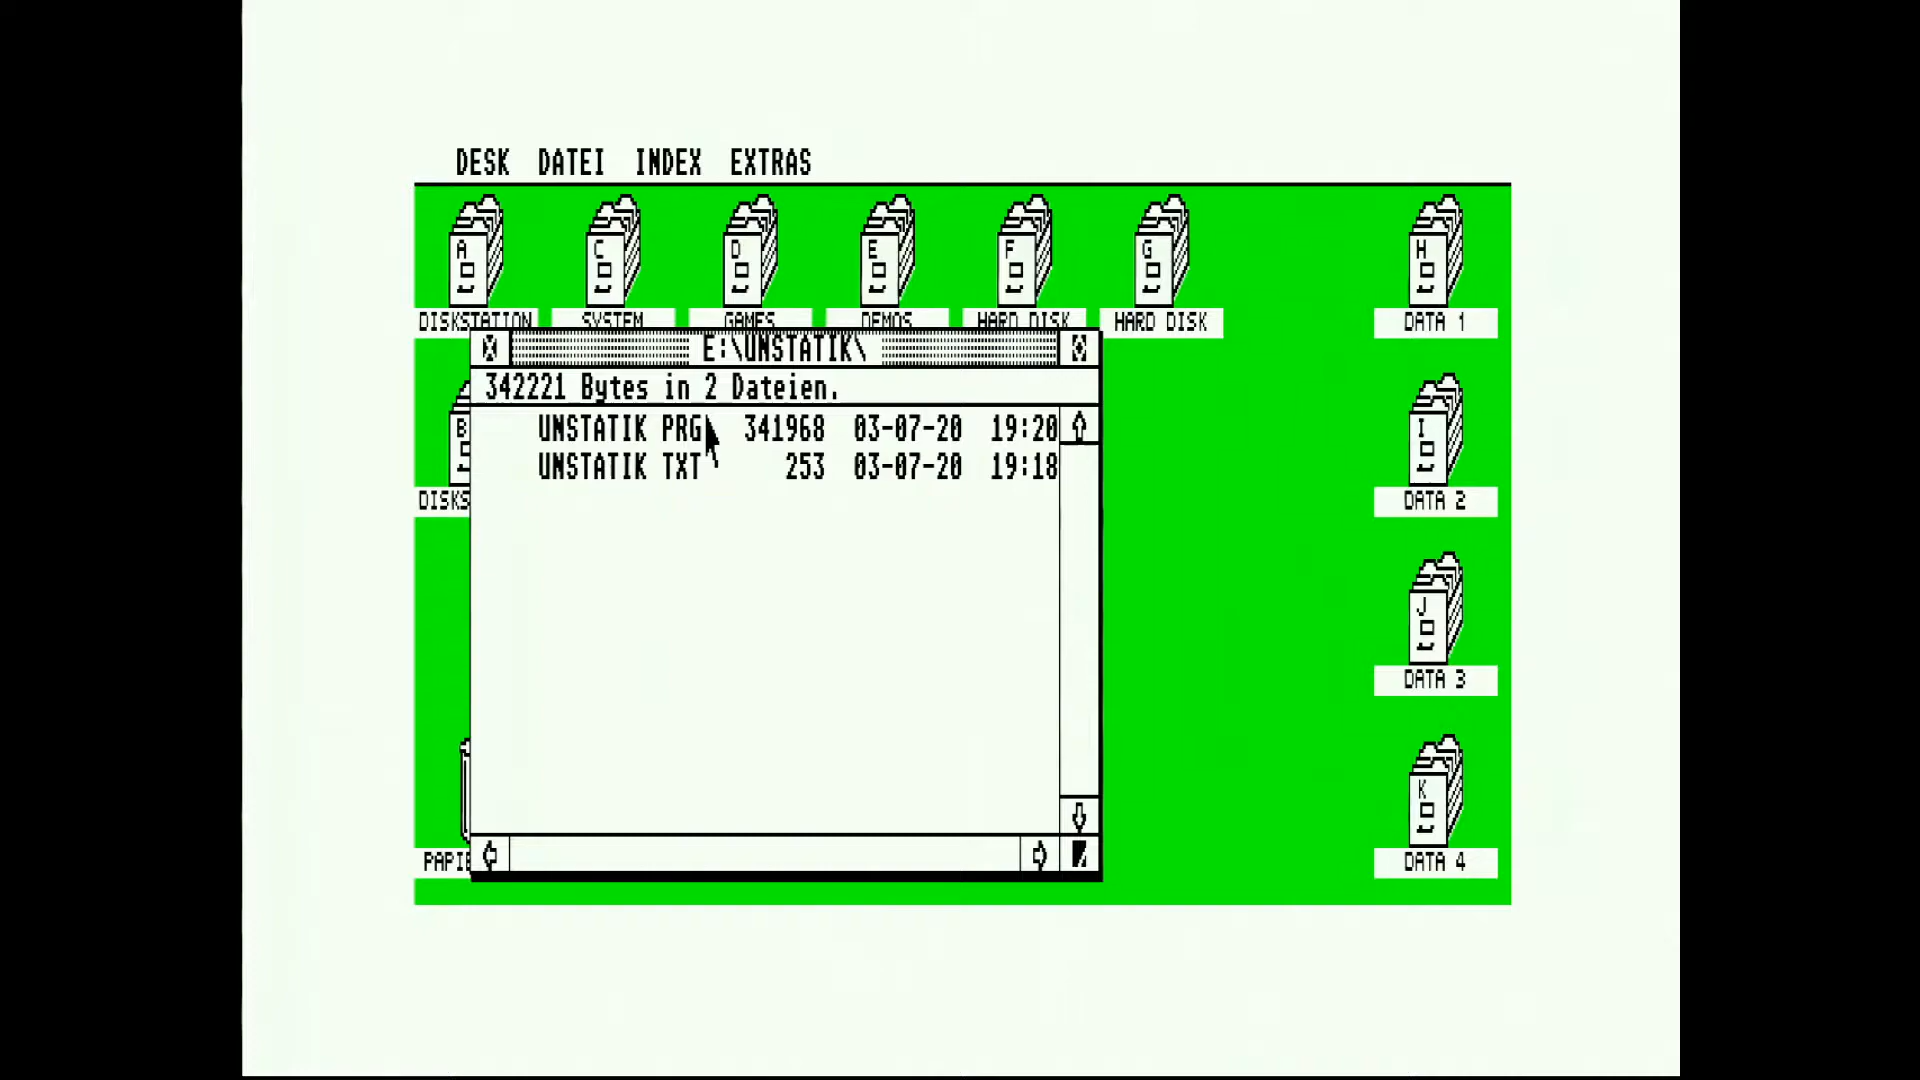 DESK DATEI INDEX EXTRAS
A C D E F G H
DISKSTATION SYSTEM GAMES DEMOS HARD DISK HARD DISK DATA 1
E:\UNSTATIK\
342221 Bytes in 2 Dateien.
UNSTATIK PRG 341968 03-07-20 19:20
UNSTATIK TXT 253 03-07-20 19:18
B I
DISKS DATA 2
J
DATA 3
K
PAPIE DATA 4